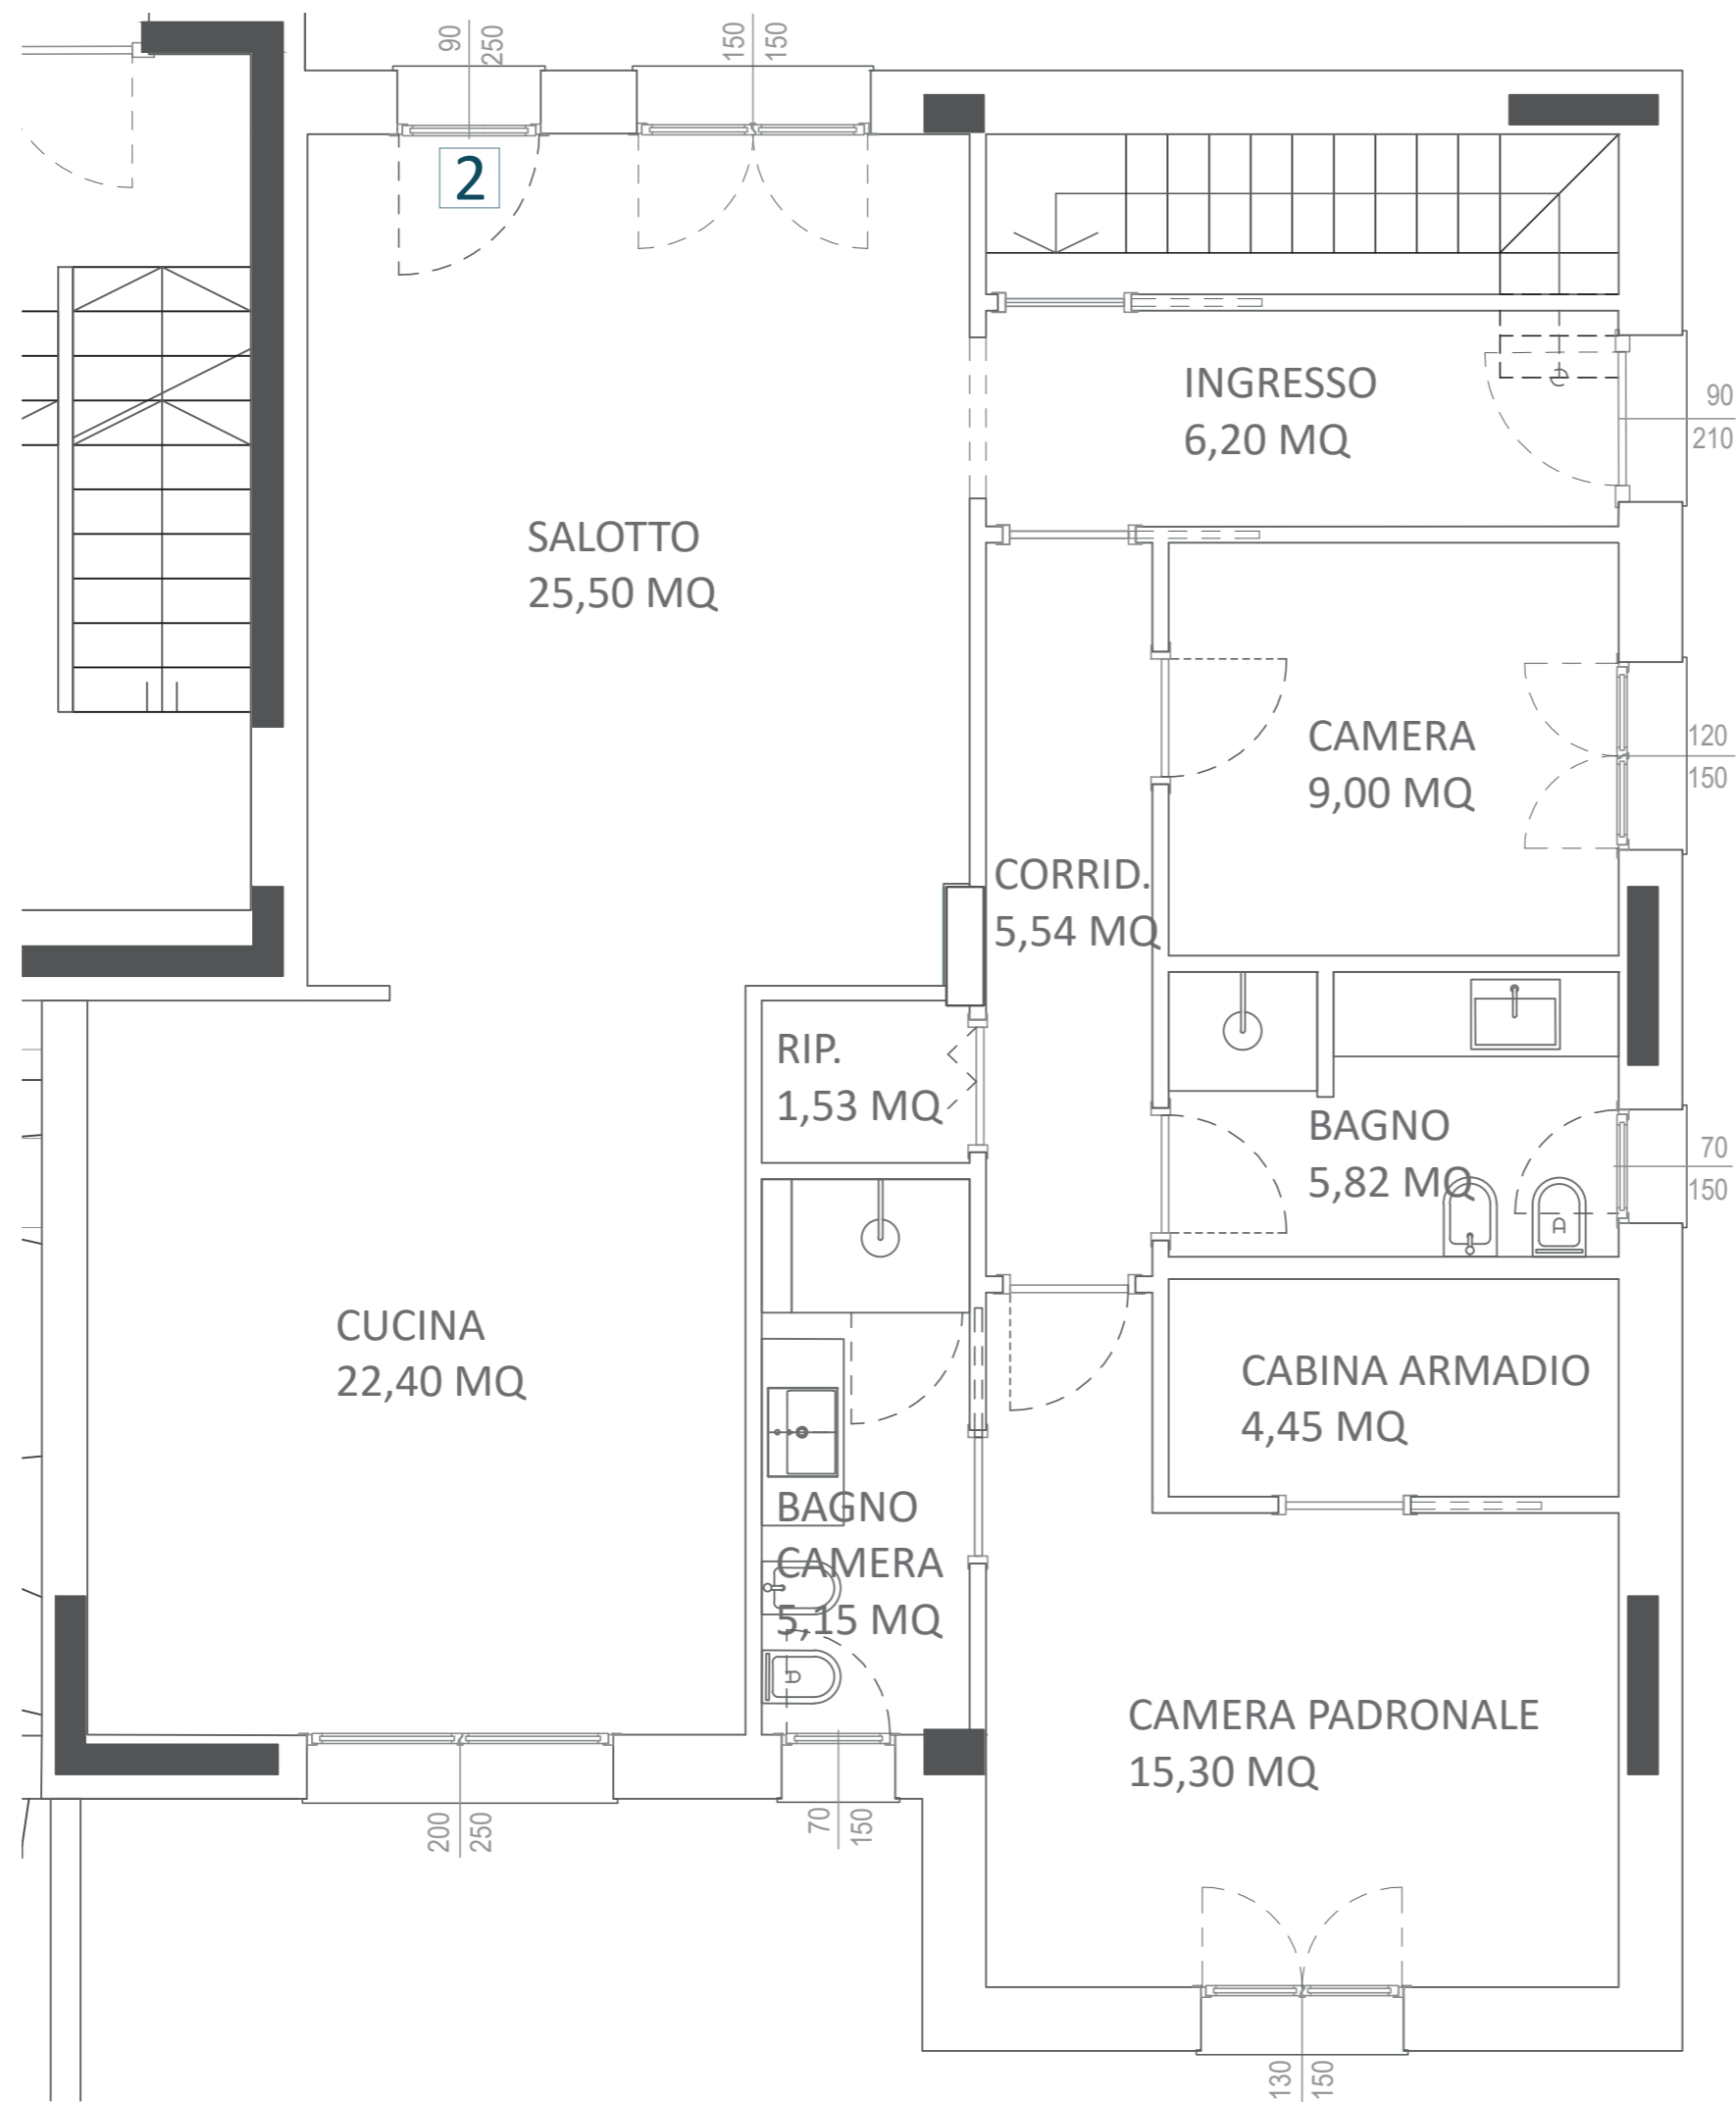 90
250
150
150
2
INGRESSO
6,20 MQ
90
210
SALOTTO
25,50 MQ
CAMERA
9,00 MQ
120
150
CORRID.
5,54 MQ
RIP.
1,53 MQ
BAGNO
5,82 MQ
70
150
CUCINA
22,40 MQ
CABINA ARMADIO
4,45 MQ
BAGNO
CAMERA
5,15 MQ
CAMERA PADRONALE
15,30 MQ
200
250
70
150
130
150